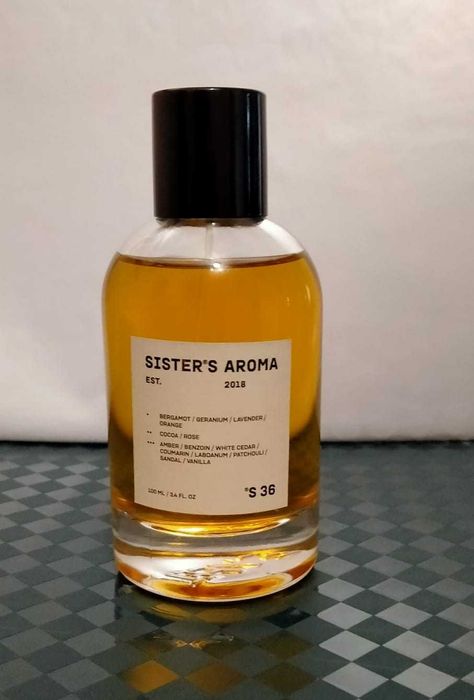 SISTER®S AROMA
EST. 2018
• BERGAMOT / GERANIUM / LAVENDER /
ORANGE
•• COCOA / ROSE
••• AMBER / BENZOIN / WHITE CEDAR /
COUMARIN / LABDANUM / PATCHOULI /
SANDAL / VANILLA
100 ML / 3.4 FL. OZ
®S 36